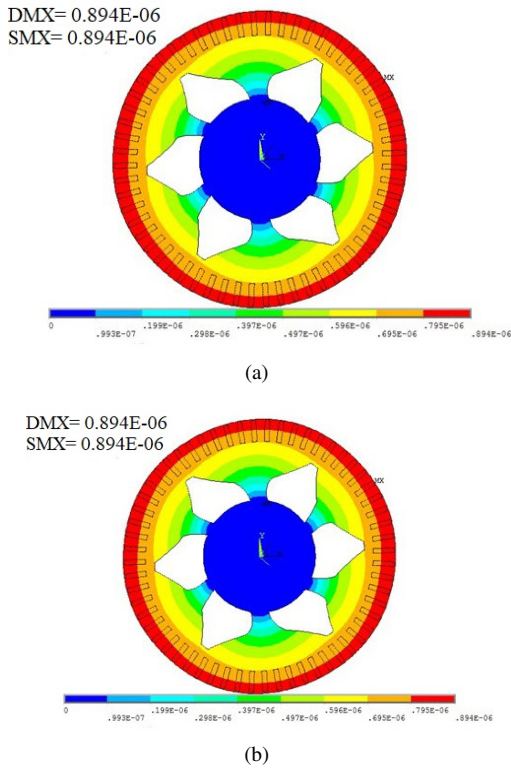 DMX= 0.894E-06
SMX= 0.894E-06
MX
Y
0 .199E-06 .397E-06 .596E-06 .795E-06
.993E-07 .298E-06 .497E-06 .695E-06 .894E-06
(a)
DMX= 0.894E-06
SMX= 0.894E-06
MX
Y
0 .199E-06 .397E-06 .596E-06 .795E-06
.993E-07 .298E-06 .497E-06 .695E-06 .894E-06
(b)